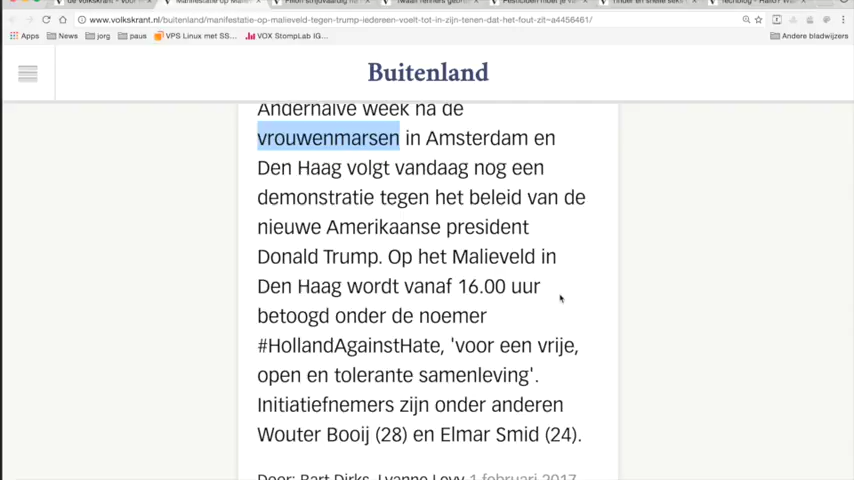 www.volkskrant.nl/buitenland/manifestatie-op-malieveld-tegen-trump-iedereen-voelt-tot-in-zijn-tenen-dat-het-fout-zit~a4456461/
Apps News jorg paus VPS Linux met SS... VOX StompLab IG... Andere bladwijzers
Buitenland
Anderhalve week na de
vrouwenmarsen in Amsterdam en
Den Haag volgt vandaag nog een
demonstratie tegen het beleid van de
nieuwe Amerikaanse president
Donald Trump. Op het Malieveld in
Den Haag wordt vanaf 16.00 uur
betoogd onder de noemer
#HollandAgainstHate, 'voor een vrije,
open en tolerante samenleving'.
Initiatiefnemers zijn onder anderen
Wouter Booij (28) en Elmar Smid (24).
Door: Bart Dirks, Lyanne Levy 1 februari 2017